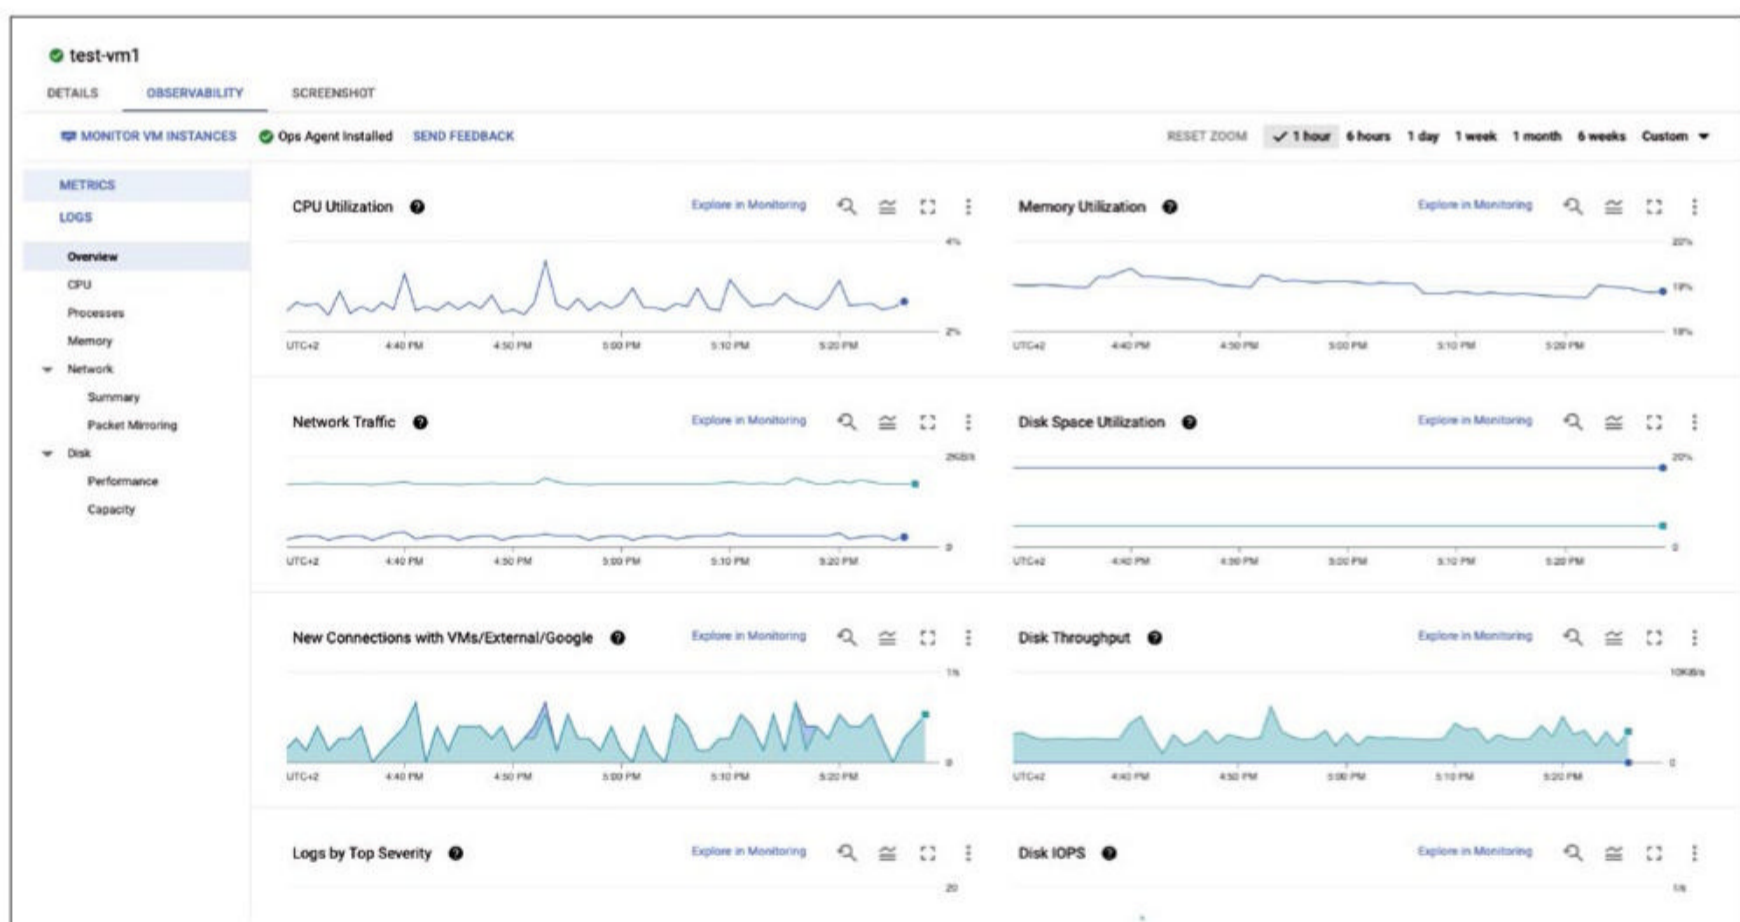 test-vm1
DETAILS OBSERVABILITY SCREENSHOT
MONITOR VM INSTANCES Ops Agent Installed SEND FEEDBACK RESET ZOOM 1 hour 6 hours 1 day 1 week 1 month 6 weeks Custom
METRICS
LOGS
Overview
CPU
Processes
Memory
Network
Summary
Packet Mirroring
Disk
Performance
Capacity
CPU Utilization Explore in Monitoring
4%
2%
UTC+2 4:40 PM 4:50 PM 5:00 PM 5:10 PM 5:20 PM
Memory Utilization Explore in Monitoring
20%
19%
18%
UTC+2 4:40 PM 4:50 PM 5:00 PM 5:10 PM 5:20 PM
Network Traffic Explore in Monitoring
2KiB/s
0
UTC+2 4:40 PM 4:50 PM 5:00 PM 5:10 PM 5:20 PM
Disk Space Utilization Explore in Monitoring
20%
0
UTC+2 4:40 PM 4:50 PM 5:00 PM 5:10 PM 5:20 PM
New Connections with VMs/External/Google Explore in Monitoring
1/s
0
UTC+2 4:40 PM 4:50 PM 5:00 PM 5:10 PM 5:20 PM
Disk Throughput Explore in Monitoring
10KiB/s
0
UTC+2 4:40 PM 4:50 PM 5:00 PM 5:10 PM 5:20 PM
Logs by Top Severity Explore in Monitoring
20
Disk IOPS Explore in Monitoring
1/s